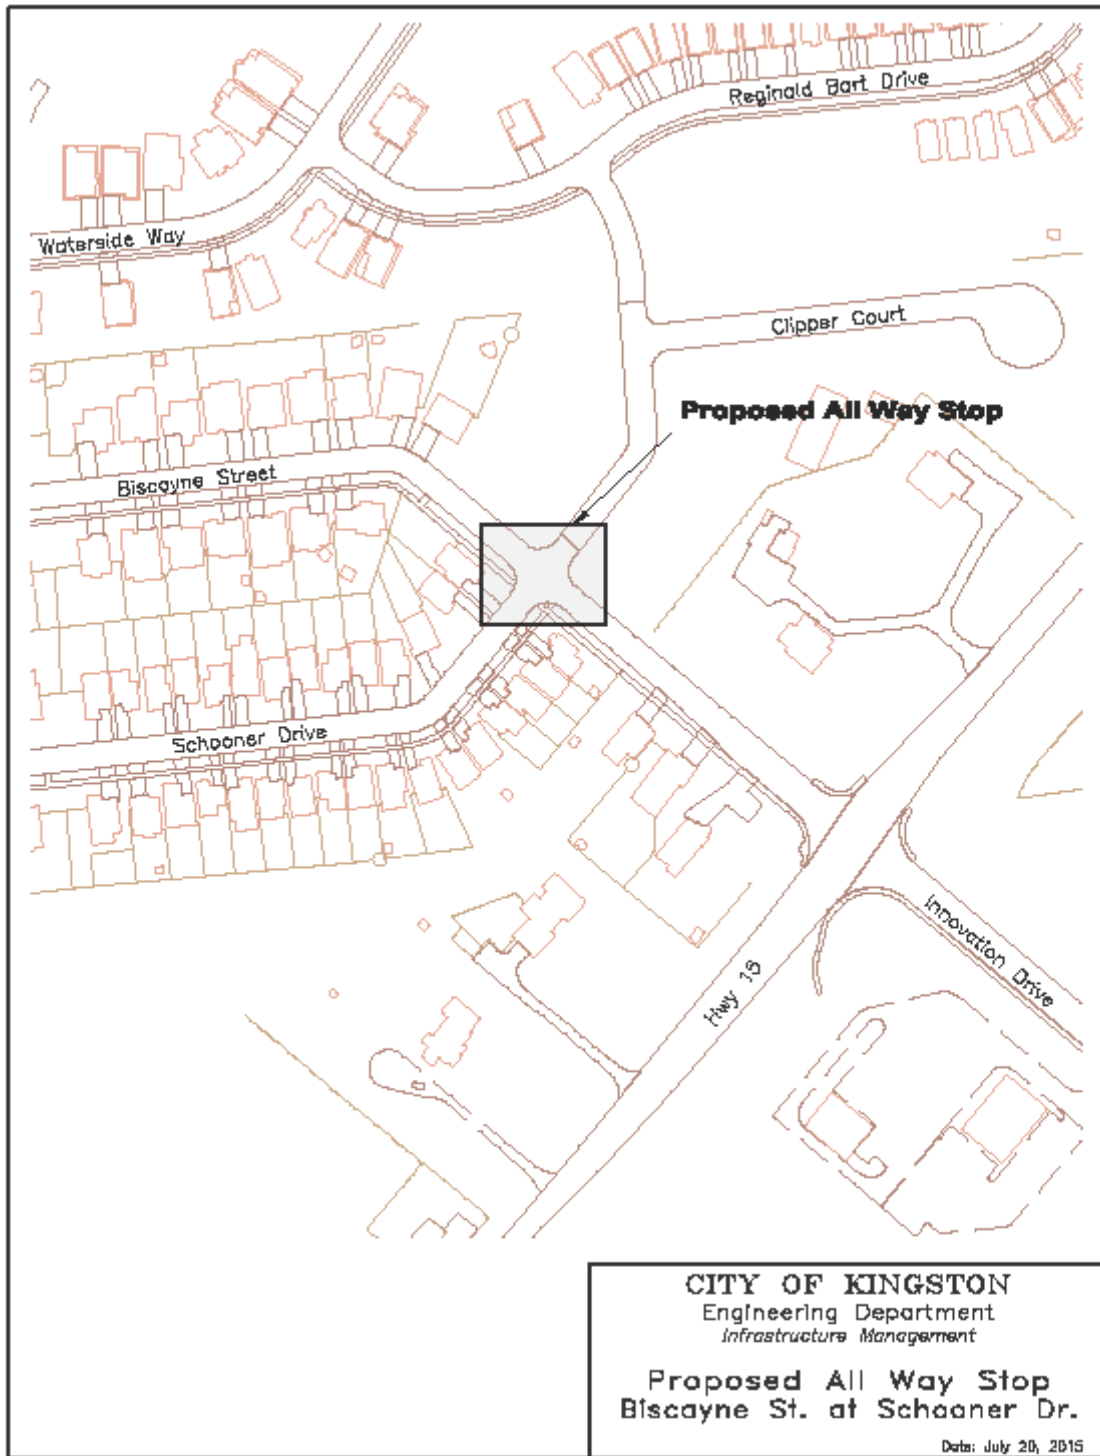 Reginald Bart Drive
Waterside Way
Clipper Court
Proposed All Way Stop
Biscayne Street
Schooner Drive
Innovation Drive
Hwy 15
CITY OF KINGSTON
Engineering Department
Infrastructure Management
Proposed All Way Stop
Biscayne St. at Schooner Dr.
Date: July 20, 2015